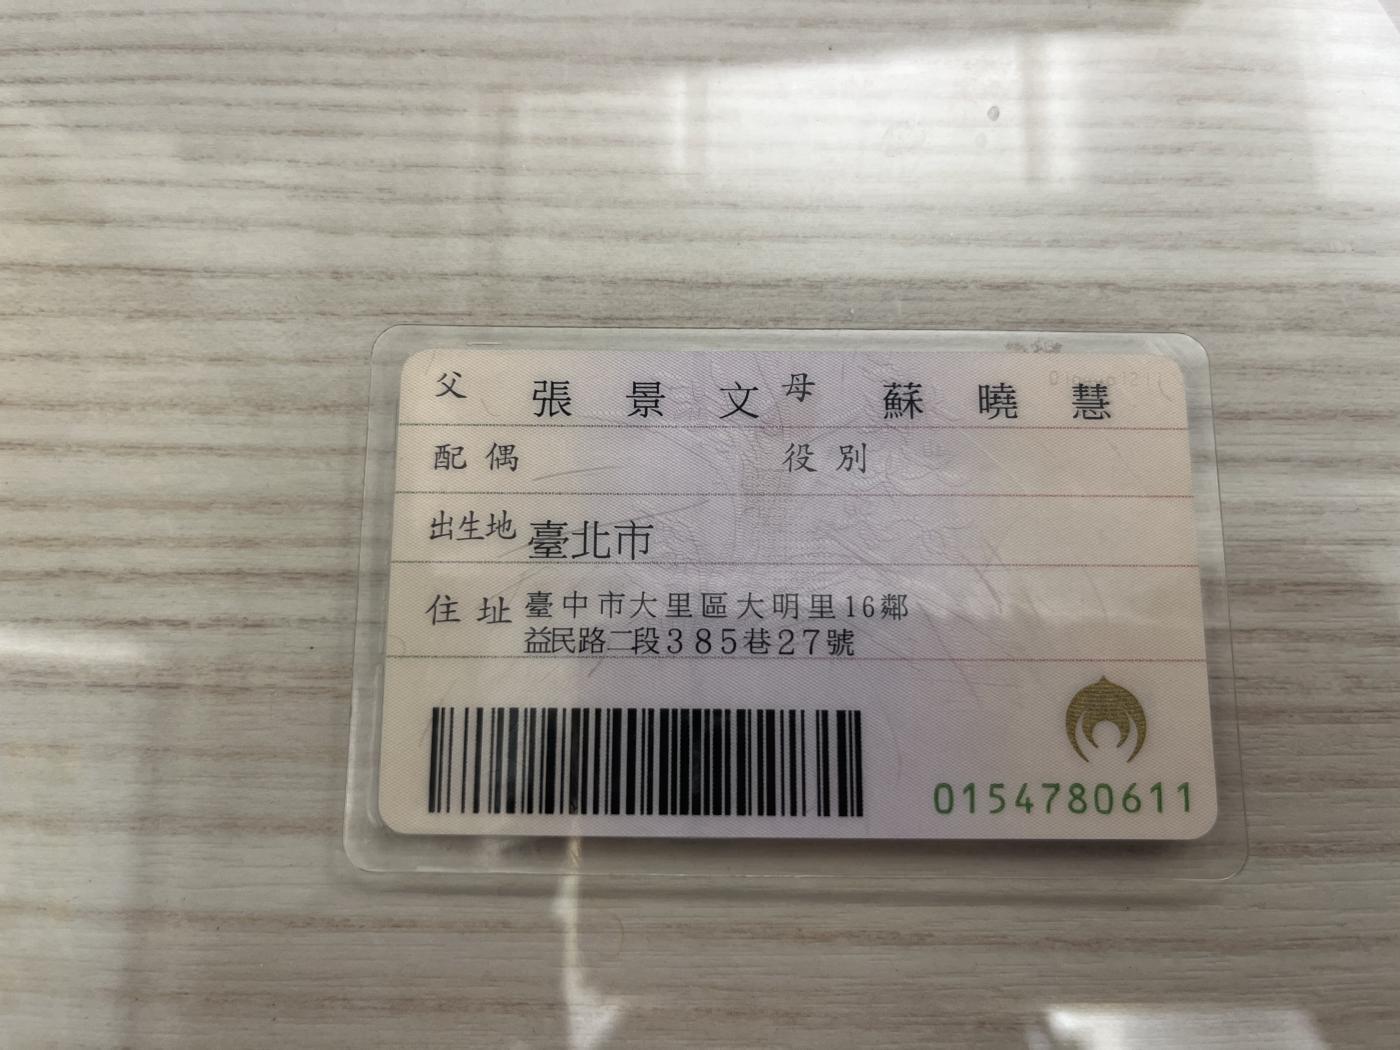 父 張景文 母 蘇曉慧
配偶 役別
出生地 臺北市
住址 臺中市大里區大明里16鄰
益民路二段385巷27號
0154780611